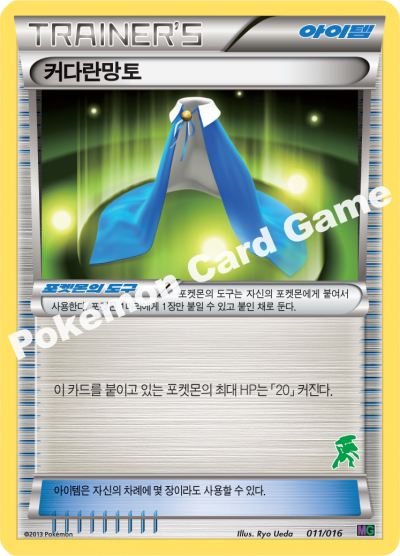 TRAINER'S 아이템
커다란망토
포켓몬의 도구
포켓몬의 도구는 자신의 포켓몬에게 붙여서
사용한다. 1장만 붙일 수 있고 붙인 채로 둔다.
이 카드를 붙이고 있는 포켓몬의 최대 HP는 「20」 커진다.
아이템은 자신의 차례에 몇 장이라도 사용할 수 있다.
©2013 Pokémon Illus. Ryo Ueda MG 011/016
Pokémon Card Game